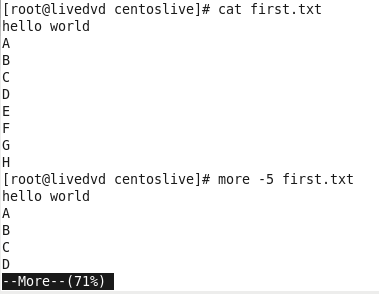 [root@livedvd centoslive]# cat first.txt
hello world
A
B
C
D
E
F
G
H
[root@livedvd centoslive]# more -5 first.txt
hello world
A
B
C
D
--More--(71%)